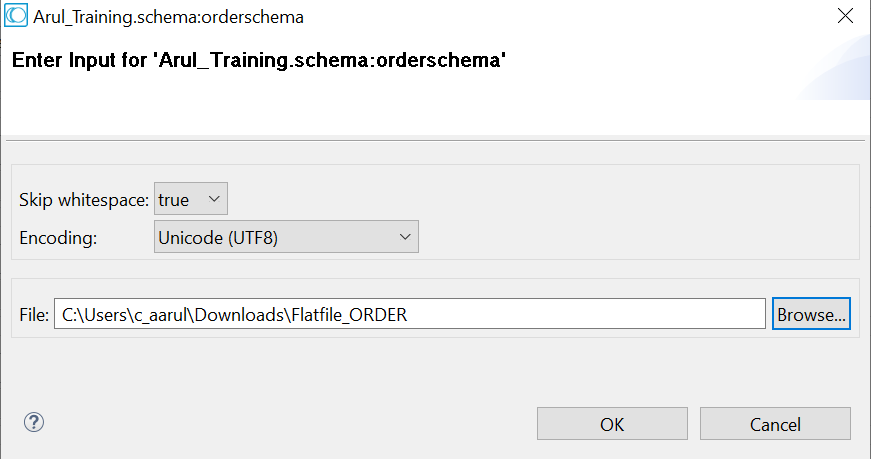 Arul_Training.schema:orderschema
Enter Input for 'Arul_Training.schema:orderschema'
Skip whitespace: true
Encoding: Unicode (UTF8)
File: C:\Users\c_aarul\Downloads\Flatfile_ORDER Browse...
? OK Cancel